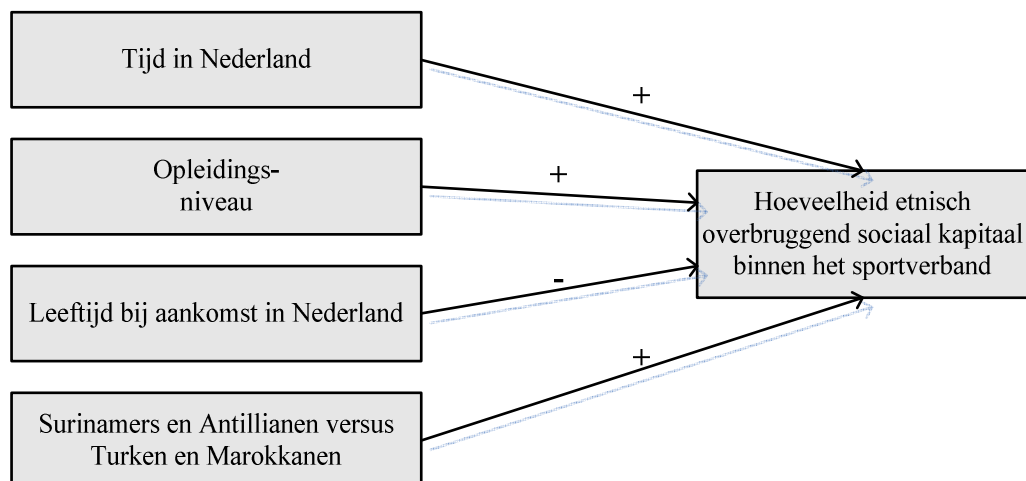 Tijd in Nederland
+
Opleidings-
niveau
+
Hoeveelheid etnisch
overbruggend sociaal kapitaal
binnen het sportverband
Leeftijd bij aankomst in Nederland
-
+
Surinamers en Antillianen versus
Turken en Marokkanen